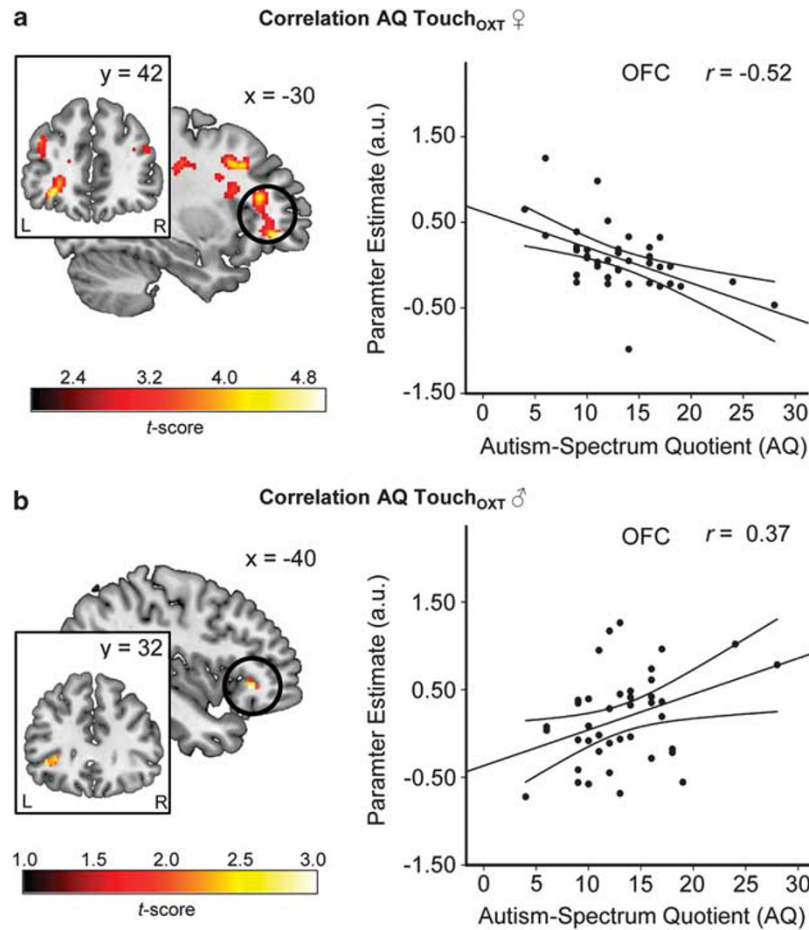 a
Correlation AQ Touch_OXT ♀
y = 42
L R
x = -30
2.4 3.2 4.0 4.8
t-score
OFC r = -0.52
Paramter Estimate (a.u.)
1.50
0.50
-0.50
-1.50
0 5 10 15 20 25 30
Autism-Spectrum Quotient (AQ)
b
Correlation AQ Touch_OXT ♂
x = -40
y = 32
L R
1.0 1.5 2.0 2.5 3.0
t-score
OFC r = 0.37
Paramter Estimate (a.u.)
1.50
0.50
-0.50
-1.50
0 5 10 15 20 25 30
Autism-Spectrum Quotient (AQ)